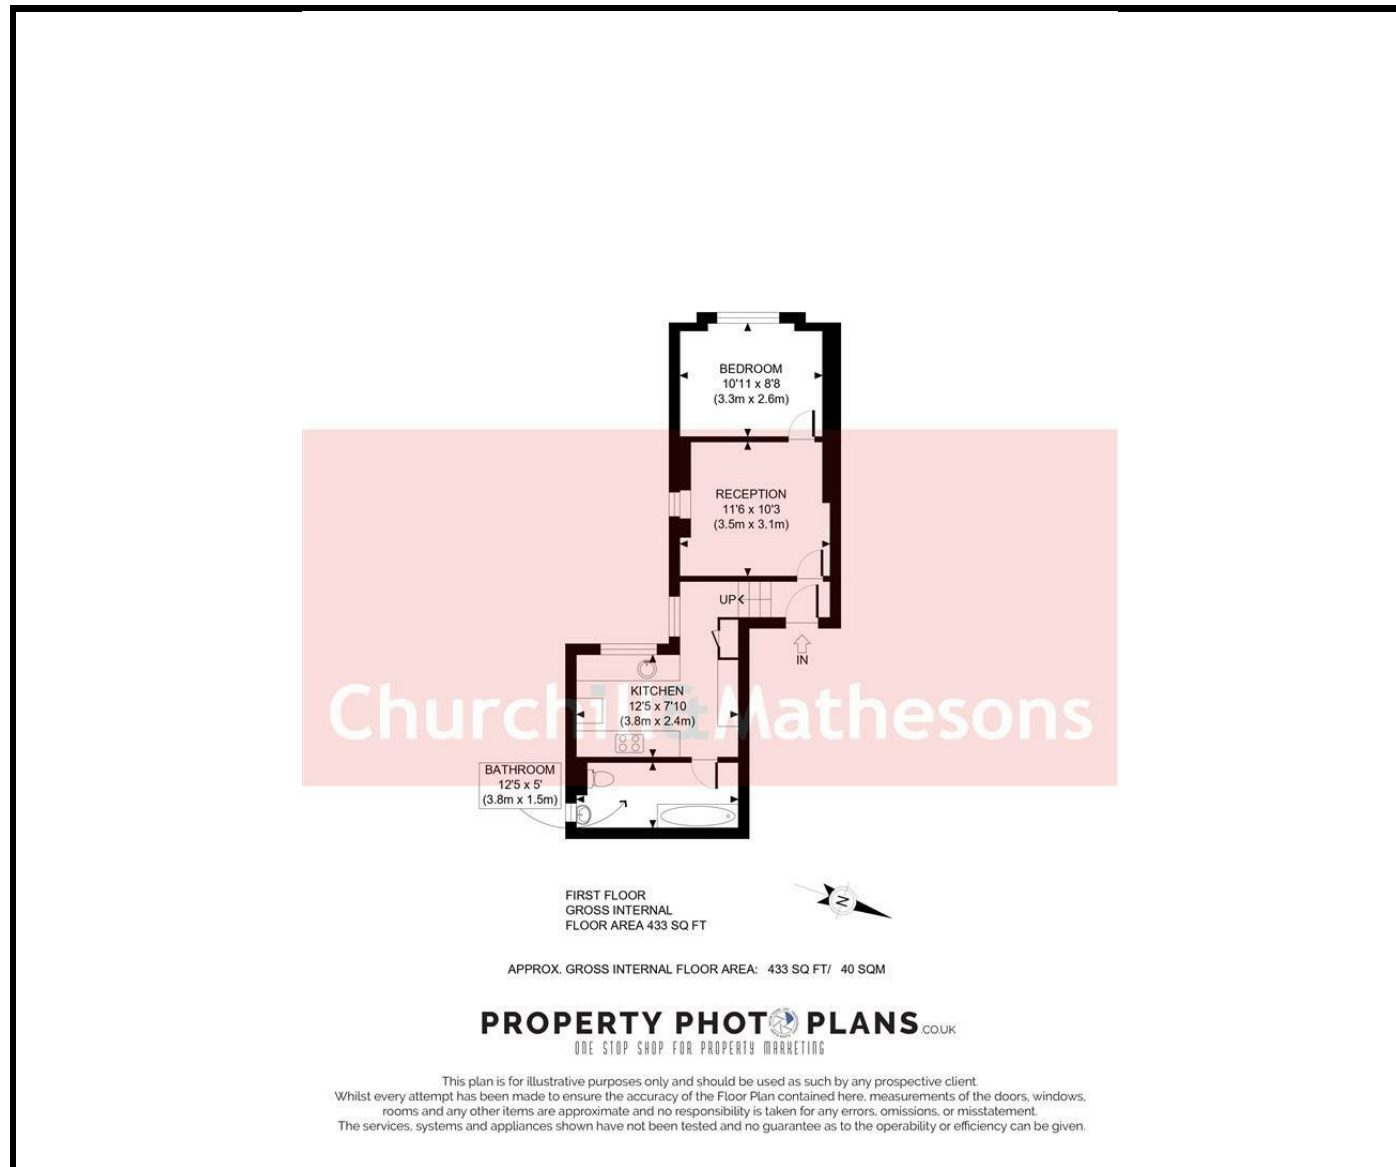 BEDROOM
10'11 x 8'8
(3.3m x 2.6m)
RECEPTION
11'6 x 10'3
(3.5m x 3.1m)
UP
IN
KITCHEN
12'5 x 7'10
(3.8m x 2.4m)
Churchill&Mathesons
BATHROOM
12'5 x 5'
(3.8m x 1.5m)
FIRST FLOOR
GROSS INTERNAL
FLOOR AREA 433 SQ FT
N
APPROX. GROSS INTERNAL FLOOR AREA: 433 SQ FT/ 40 SQM
PROPERTY PHOTO PLANS.CO.UK
ONE STOP SHOP FOR PROPERTY MARKETING
This plan is for illustrative purposes only and should be used as such by any prospective client.
Whilst every attempt has been made to ensure the accuracy of the Floor Plan contained here, measurements of the doors, windows,
rooms and any other items are approximate and no responsibility is taken for any errors, omissions, or misstatement.
The services, systems and appliances shown have not been tested and no guarantee as to the operability or efficiency can be given.